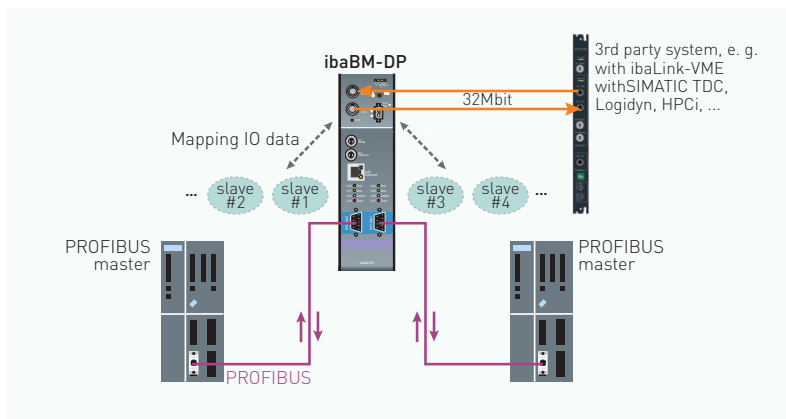 ibaBM-DP
3rd party system, e. g.
with ibaLink-VME
withSIMATIC TDC,
Logidyn, HPCi, ...
32Mbit
Mapping IO data
... slave #2
slave #1
slave #3
slave #4 ...
PROFIBUS
master
PROFIBUS
master
PROFIBUS